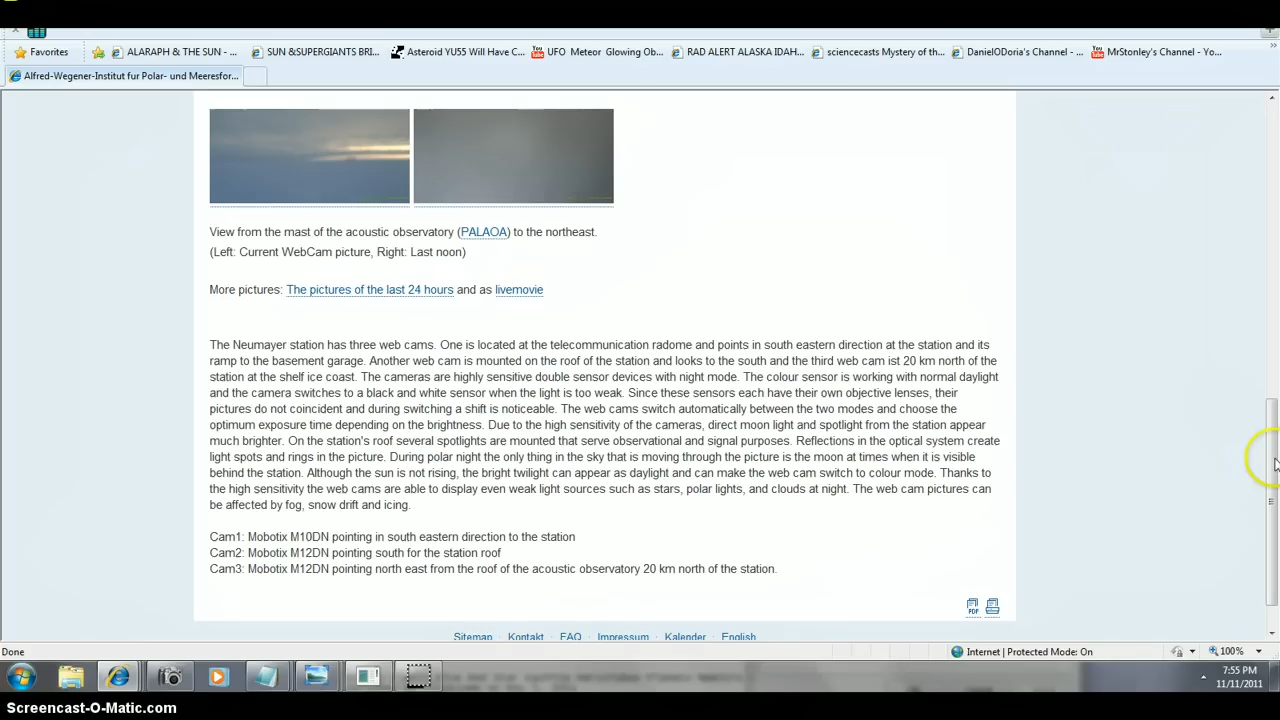 Favorites
ALARAPH & THE SUN - ...
SUN &SUPERGIANTS BRI...
Asteroid YU55 Will Have C...
UFO Meteor Glowing Ob...
RAD ALERT ALASKA IDAH...
sciencecasts Mystery of th...
DanielODoria's Channel - ...
MrStonley's Channel - Yo...
Alfred-Wegener-Institut fur Polar- und Meeresfor...
View from the mast of the acoustic observatory (PALAOA) to the northeast.
(Left: Current WebCam picture, Right: Last noon)
More pictures: The pictures of the last 24 hours and as livemovie
The Neumayer station has three web cams. One is located at the telecommunication radome and points in south eastern direction at the station and its
ramp to the basement garage. Another web cam is mounted on the roof of the station and looks to the south and the third web cam ist 20 km north of the
station at the shelf ice coast. The cameras are highly sensitive double sensor devices with night mode. The colour sensor is working with normal daylight
and the camera switches to a black and white sensor when the light is too weak. Since these sensors each have their own objective lenses, their
pictures do not coincident and during switching a shift is noticeable. The web cams switch automatically between the two modes and choose the
optimum exposure time depending on the brightness. Due to the high sensitivity of the cameras, direct moon light and spotlight from the station appear
much brighter. On the station's roof several spotlights are mounted that serve observational and signal purposes. Reflections in the optical system create
light spots and rings in the picture. During polar night the only thing in the sky that is moving through the picture is the moon at times when it is visible
behind the station. Although the sun is not rising, the bright twilight can appear as daylight and can make the web cam switch to colour mode. Thanks to
the high sensitivity the web cams are able to display even weak light sources such as stars, polar lights, and clouds at night. The web cam pictures can
be affected by fog, snow drift and icing.
Cam1: Mobotix M10DN pointing in south eastern direction to the station
Cam2: Mobotix M12DN pointing south for the station roof
Cam3: Mobotix M12DN pointing north east from the roof of the acoustic observatory 20 km north of the station.
PDF
Sitemap · Kontakt · FAQ · Impressum · Kalender · English
Done
Internet | Protected Mode: On
100%
7:55 PM
11/11/2011
Screencast-O-Matic.com